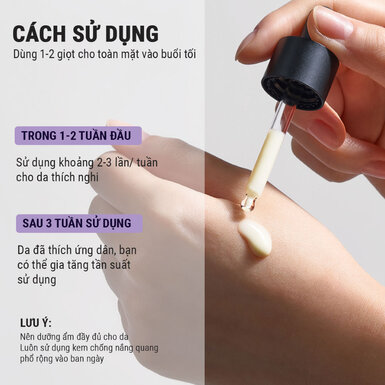 CÁCH SỬ DỤNG
Dùng 1-2 giọt cho toàn mặt vào buổi tối
TRONG 1-2 TUẦN ĐẦU
Sử dụng khoảng 2-3 lần/ tuần
cho da thích nghi
SAU 3 TUẦN SỬ DỤNG
Da đã thích ứng dân, bạn
có thể gia tăng tần suất
sử dụng
LƯU Ý:
Nên dưỡng ẩm đầy đủ cho da
Luôn sử dụng kem chống nắng quang
phổ rộng vào ban ngày